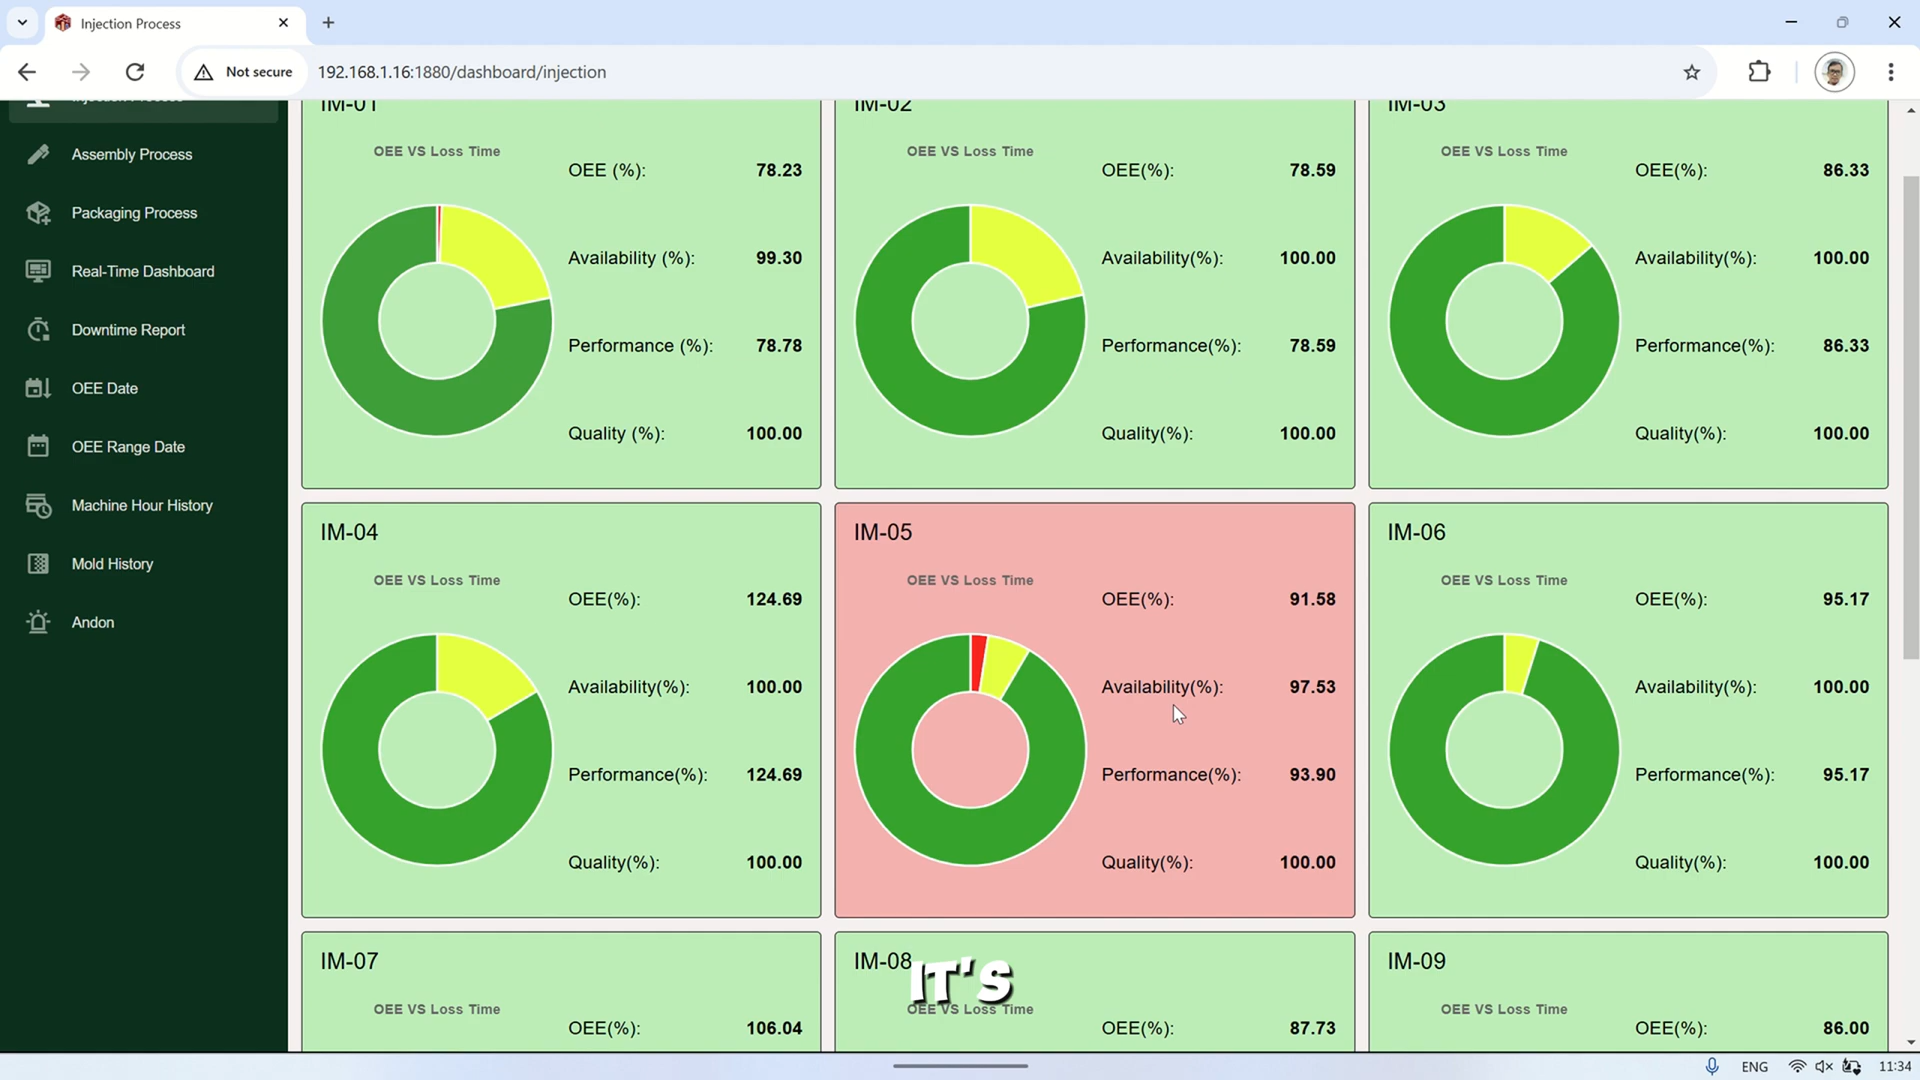 Injection Process
Not secure
192.168.1.16:1880/dashboard/injection
Injection Process
Assembly Process
Packaging Process
Real-Time Dashboard
Downtime Report
OEE Date
OEE Range Date
Machine Hour History
Mold History
Andon
IM-01
OEE VS Loss Time
OEE (%): 78.23
Availability (%): 99.30
Performance (%): 78.78
Quality (%): 100.00
IM-02
OEE VS Loss Time
OEE(%): 78.59
Availability(%): 100.00
Performance(%): 78.59
Quality(%): 100.00
IM-03
OEE VS Loss Time
OEE(%): 86.33
Availability(%): 100.00
Performance(%): 86.33
Quality(%): 100.00
IM-04
OEE VS Loss Time
OEE(%): 124.69
Availability(%): 100.00
Performance(%): 124.69
Quality(%): 100.00
IM-05
OEE VS Loss Time
OEE(%): 91.58
Availability(%): 97.53
Performance(%): 93.90
Quality(%): 100.00
IM-06
OEE VS Loss Time
OEE(%): 95.17
Availability(%): 100.00
Performance(%): 95.17
Quality(%): 100.00
IM-07
OEE VS Loss Time
OEE(%): 106.04
IM-08
OEE VS Loss Time
OEE(%): 87.73
IM-09
OEE VS Loss Time
OEE(%): 86.00
IT'S
ENG
11:34